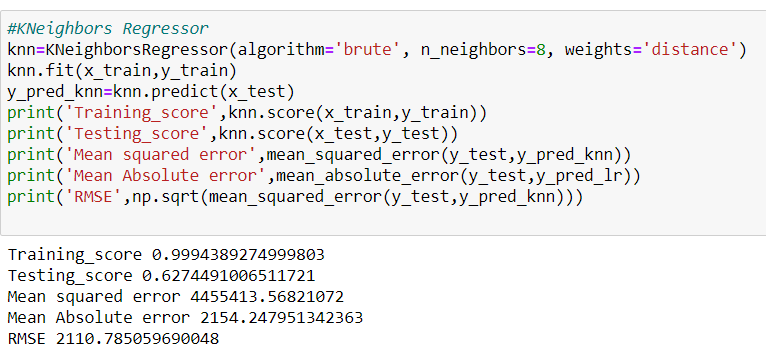 #KNeighbors Regressor
knn=KNeighborsRegressor(algorithm='brute', n_neighbors=8, weights='distance')
knn.fit(x_train,y_train)
y_pred_knn=knn.predict(x_test)
print('Training_score',knn.score(x_train,y_train))
print('Testing_score',knn.score(x_test,y_test))
print('Mean squared error',mean_squared_error(y_test,y_pred_knn))
print('Mean Absolute error',mean_absolute_error(y_test,y_pred_lr))
print('RMSE',np.sqrt(mean_squared_error(y_test,y_pred_knn)))
Training_score 0.9994389274999803
Testing_score 0.6274491006511721
Mean squared error 4455413.56821072
Mean Absolute error 2154.247951342363
RMSE 2110.785059690048